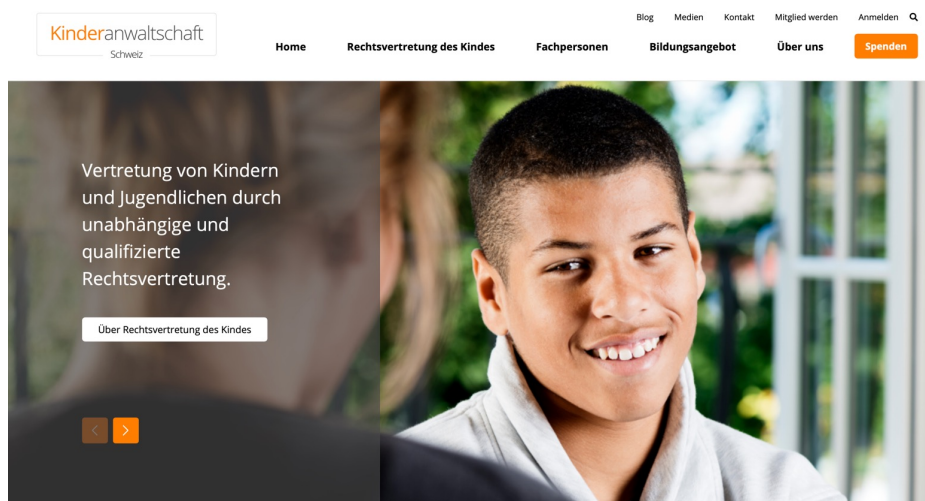 Kinderanwaltschaft
Schweiz
Blog Medien Kontakt Mitglied werden Anmelden
Home Rechtsvertretung des Kindes Fachpersonen Bildungsangebot Über uns Spenden
Vertretung von Kindern
und Jugendlichen durch
unabhängige und
qualifizierte
Rechtsvertretung.
Über Rechtsvertretung des Kindes